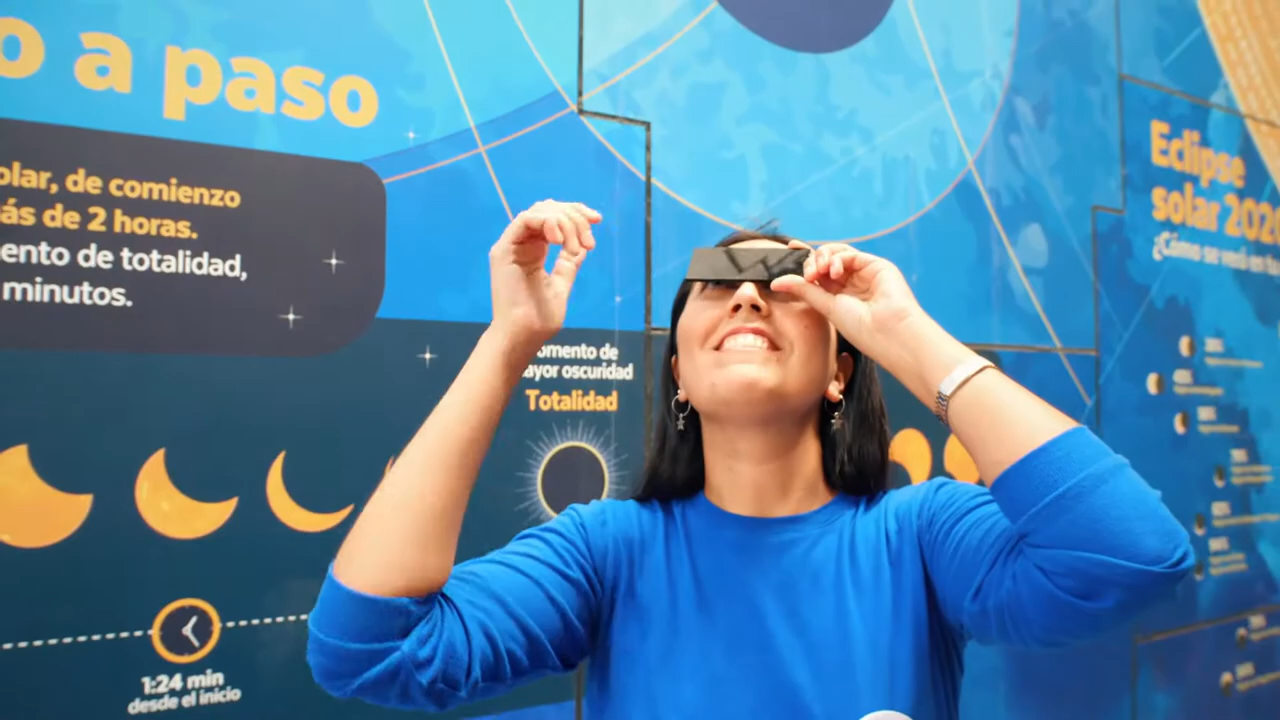 o a paso
olar, de comienzo
ás de 2 horas.
ento de totalidad,
minutos.
omento de
ayor oscuridad
Totalidad
1:24 min
desde el inicio
Eclipse
solar 202
¿Cómo se verá en